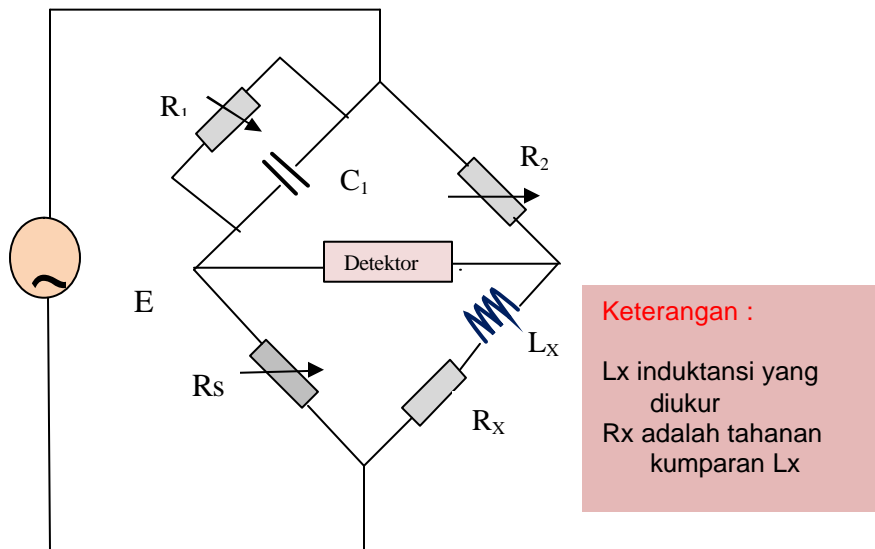 R₁
C₁
R₂
Detektor
E
Lₓ
Rs
Rₓ
Keterangan :
Lx induktansi yang
diukur
Rx adalah tahanan
kumparan Lx